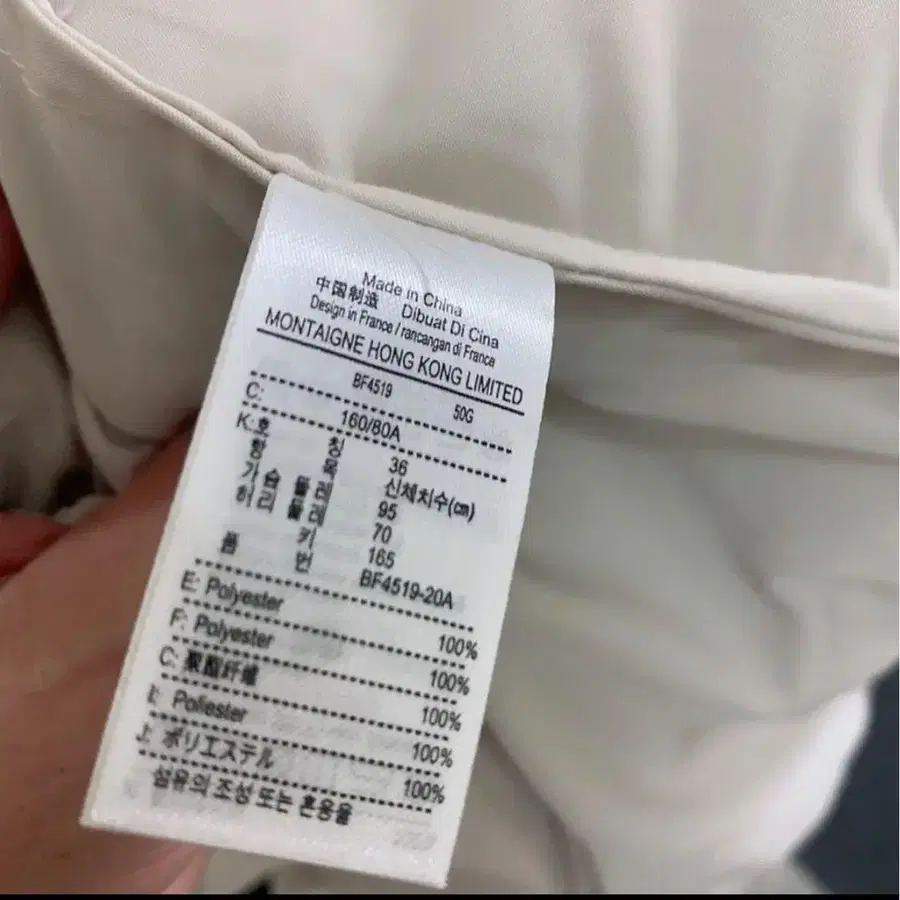 Made in China
中国制造 Dibuat Di Cina
Design in France / rancangan di France
MONTAIGNE HONG KONG LIMITED
BF4519 50G
C: 160/80A
K: 호 칭 36
항 목 신체치수(㎝)
가 슴 둘 레 95
허 리 둘 레 70
키 165
품 번 BF4519-20A
E: Polyester 100%
F: Polyester 100%
C: 聚酯纤维 100%
I: Poliester 100%
J: ポリエステル 100%
섬유의 조성 또는 혼용율